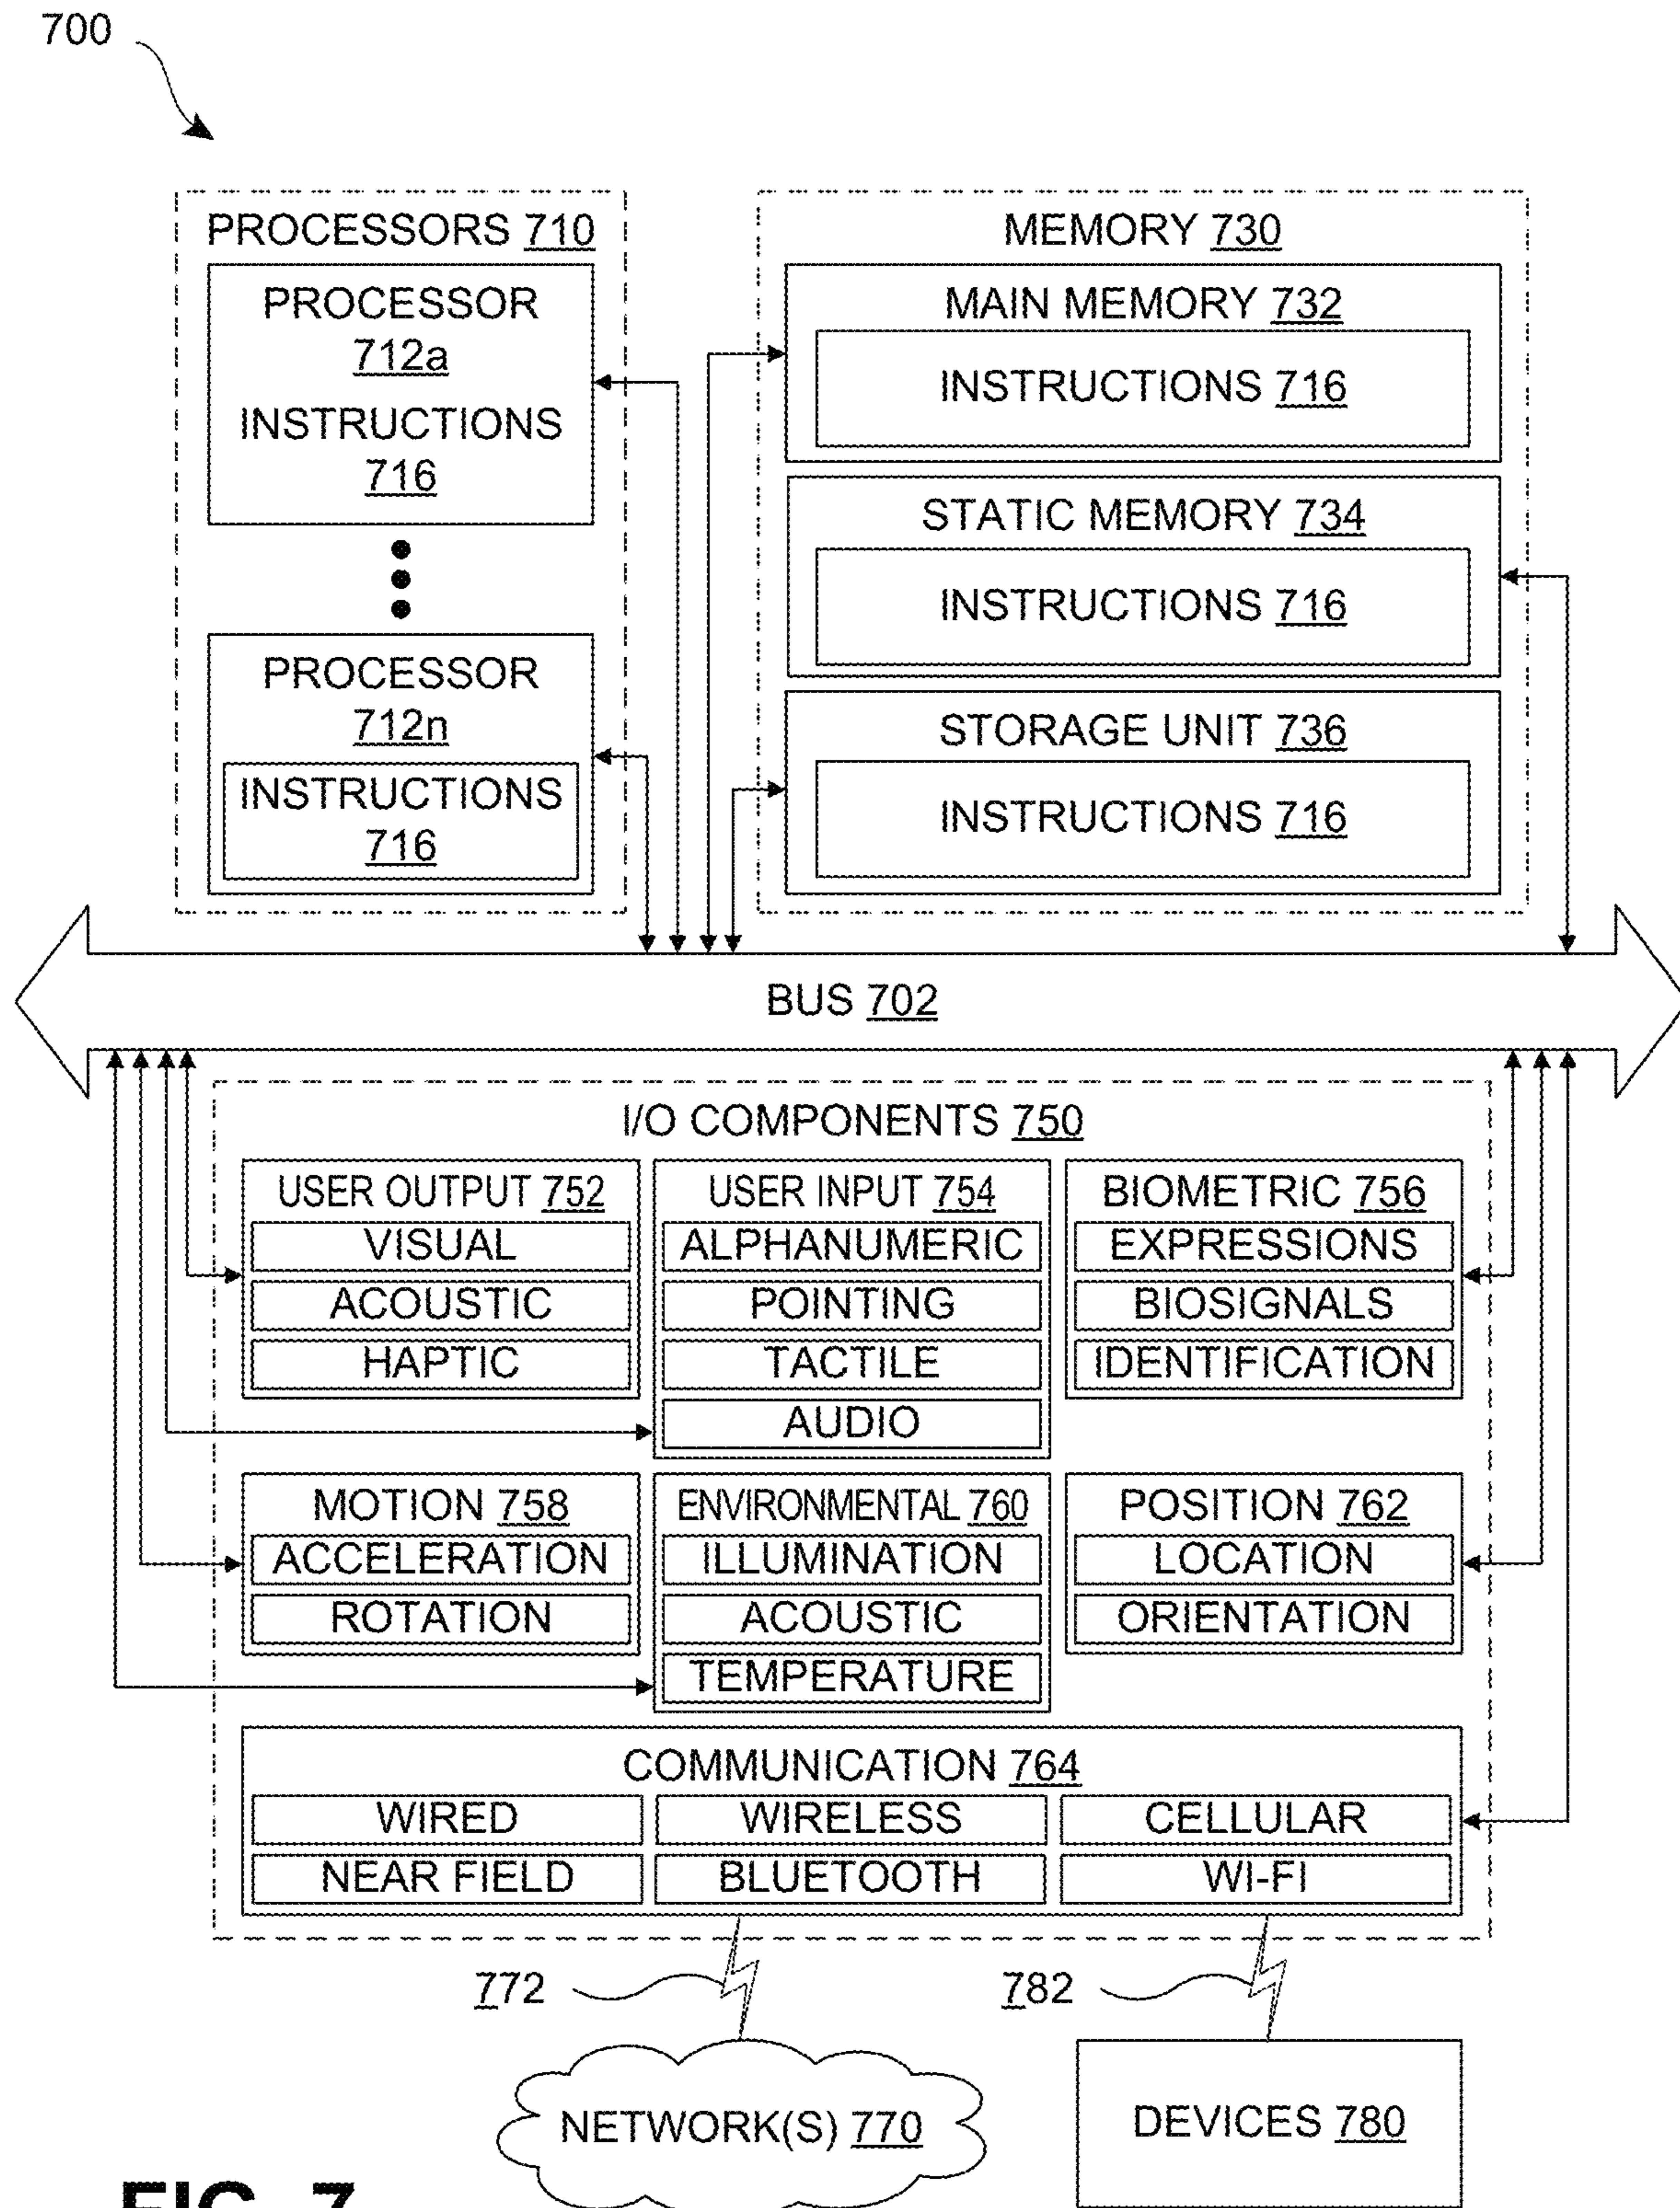 700
PROCESSORS 710
PROCESSOR
712a
INSTRUCTIONS
716
PROCESSOR
712n
INSTRUCTIONS
716
MEMORY 730
MAIN MEMORY 732
INSTRUCTIONS 716
STATIC MEMORY 734
INSTRUCTIONS 716
STORAGE UNIT 736
INSTRUCTIONS 716
BUS 702
I/O COMPONENTS 750
USER OUTPUT 752
VISUAL
ACOUSTIC
HAPTIC
USER INPUT 754
ALPHANUMERIC
POINTING
TACTILE
AUDIO
BIOMETRIC 756
EXPRESSIONS
BIOSIGNALS
IDENTIFICATION
MOTION 758
ACCELERATION
ROTATION
ENVIRONMENTAL 760
ILLUMINATION
ACOUSTIC
TEMPERATURE
POSITION 762
LOCATION
ORIENTATION
COMMUNICATION 764
WIRED
WIRELESS
CELLULAR
NEAR FIELD
BLUETOOTH
WI-FI
772
782
NETWORK(S) 770
DEVICES 780
FIG. 7